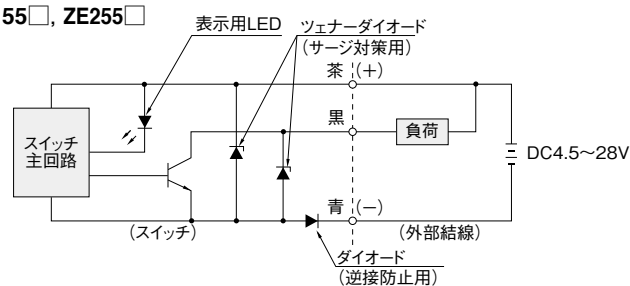 55□, ZE255□
表示用LED
ツェナーダイオード
(サージ対策用)
茶 (+)
黒
負荷
スイッチ
主回路
DC4.5～28V
青 (−)
(スイッチ)
(外部結線)
ダイオード
(逆接防止用)